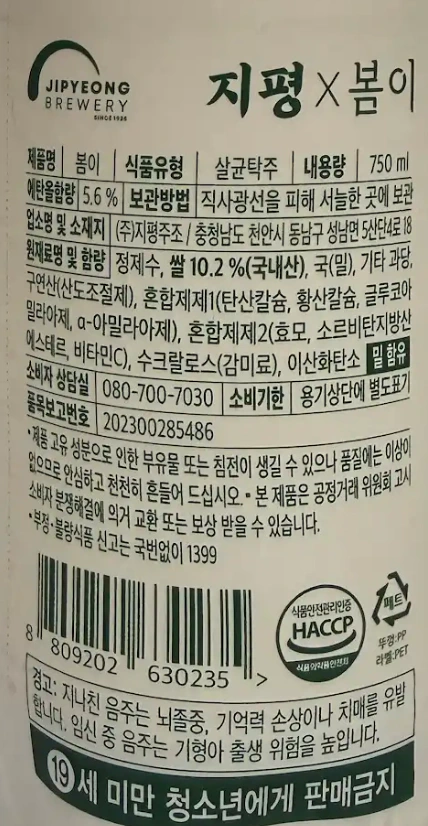 JIPYEONG
BREWERY
SINCE 1925
지평 X 봄이
제품명 봄이 식품유형 살균탁주 내용량 750 ml
에탄올함량 5.6 % 보관방법 직사광선을 피해 서늘한 곳에 보관
업소명 및 소재지 (주)지평주조 / 충청남도 천안시 동남구 성남면 5산단4로 18
원재료명 및 함량 정제수, 쌀 10.2 %(국내산), 국(밀), 기타 과당,
구연산(산도조절제), 혼합제제1(탄산칼슘, 황산칼슘, 글루코아
밀라아제, α-아밀라아제), 혼합제제2(효모, 소르비탄지방산
에스테르, 비타민C), 수크랄로스(감미료), 이산화탄소 밀 함유
소비자 상담실 080-700-7030 소비기한 용기상단에 별도표기
품목보고번호 202300285486
•제품 고유 성분으로 인한 부유물 또는 침전이 생길 수 있으나 품질에는 이상이
없으므로 안심하고 천천히 흔들어 드십시오. • 본 제품은 공정거래 위원회 고시
소비자 분쟁해결에 의거 교환 또는 보상 받을 수 있습니다.
•부정•불량식품 신고는 국번없이 1399
식품안전관리인증
HACCP
식품의약품안전처
페트
뚜껑:PP
라벨:PET
8 809202 630235 >
경고: 지나친 음주는 뇌졸중, 기억력 손상이나 치매를 유발
합니다. 임신 중 음주는 기형아 출생 위험을 높입니다.
19세 미만 청소년에게 판매금지